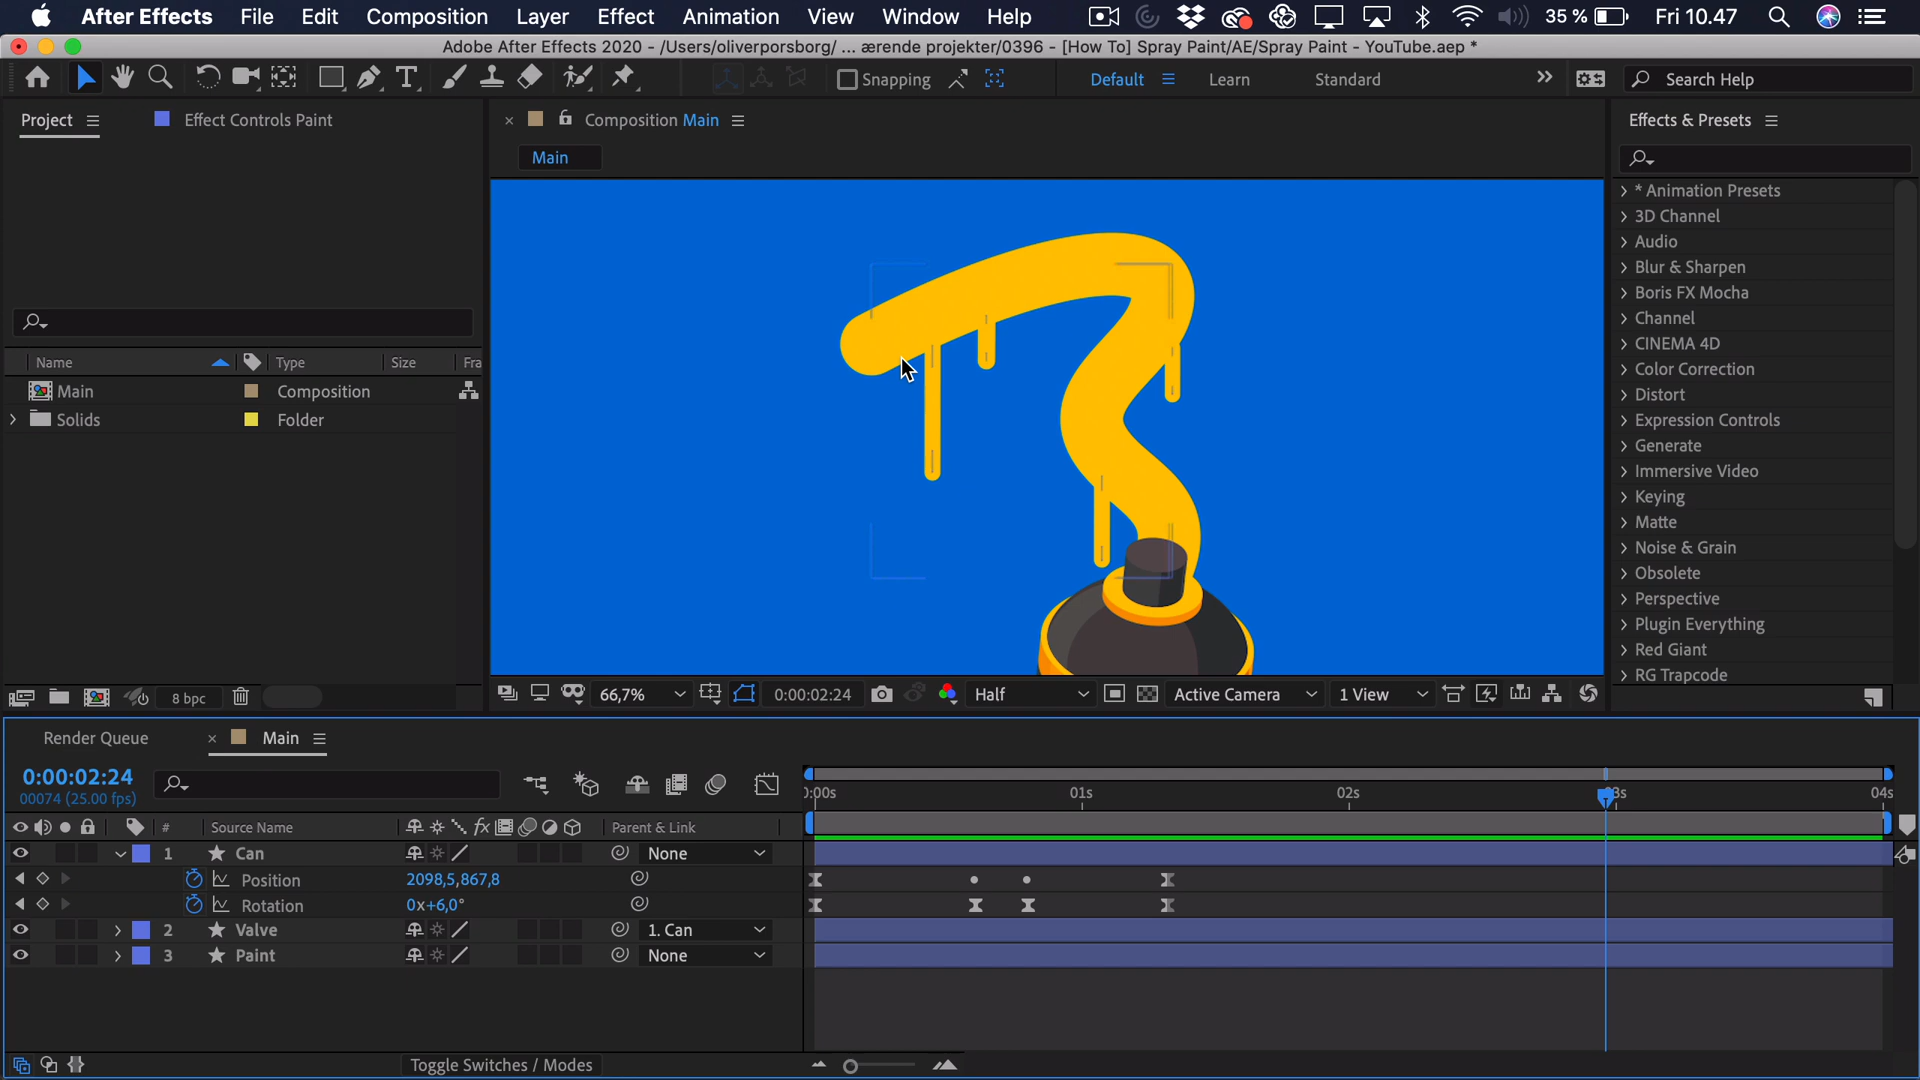 After Effects File Edit Composition Layer Effect Animation View Window Help 35 % Fri 10.47
Adobe After Effects 2020 - /Users/oliverporsborg/ ... ærende projekter/0396 - [How To] Spray Paint/AE/Spray Paint - YouTube.aep *
Snapping Default Learn Standard Search Help
Project Effect Controls Paint
Composition Main
Effects & Presets
Main
* Animation Presets
3D Channel
Audio
Blur & Sharpen
Boris FX Mocha
Channel
CINEMA 4D
Color Correction
Distort
Expression Controls
Generate
Immersive Video
Keying
Matte
Noise & Grain
Obsolete
Perspective
Plugin Everything
Red Giant
RG Trapcode
Name Type Size Fra
Main Composition
Solids Folder
8 bpc
66,7% 0:00:02:24 Half Active Camera 1 View
Render Queue Main
0:00:02:24
00074 (25.00 fps)
0:00s 01s 02s 03s 04s
# Source Name fx Parent & Link
1 Can None
Position 2098,5,867,8
Rotation 0x+6,0°
2 Valve 1. Can
3 Paint None
Toggle Switches / Modes